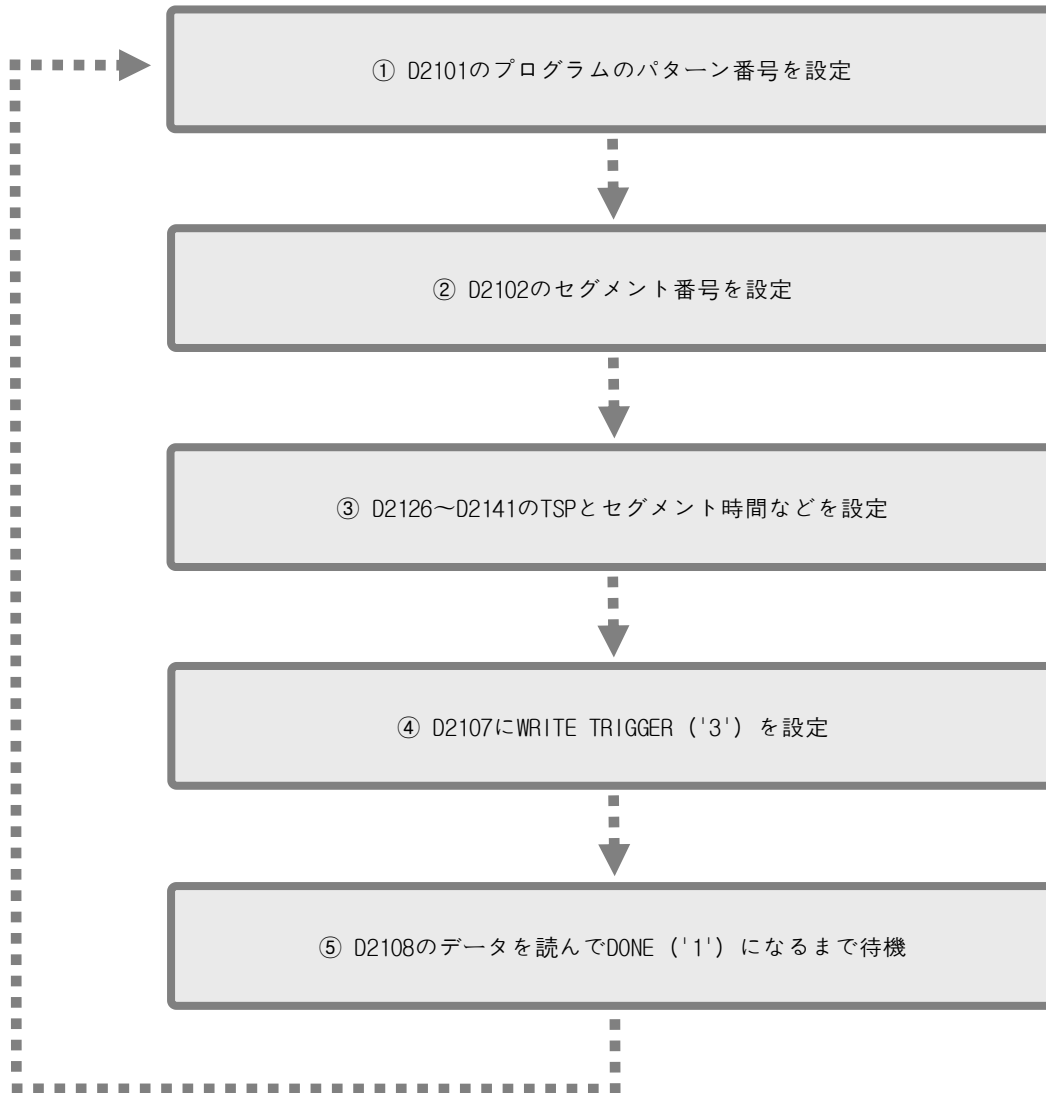 ① D2101のプログラムのパターン番号を設定
② D2102のセグメント番号を設定
③ D2126～D2141のTSPとセグメント時間などを設定
④ D2107にWRITE TRIGGER ('3') を設定
⑤ D2108のデータを読んでDONE ('1') になるまで待機